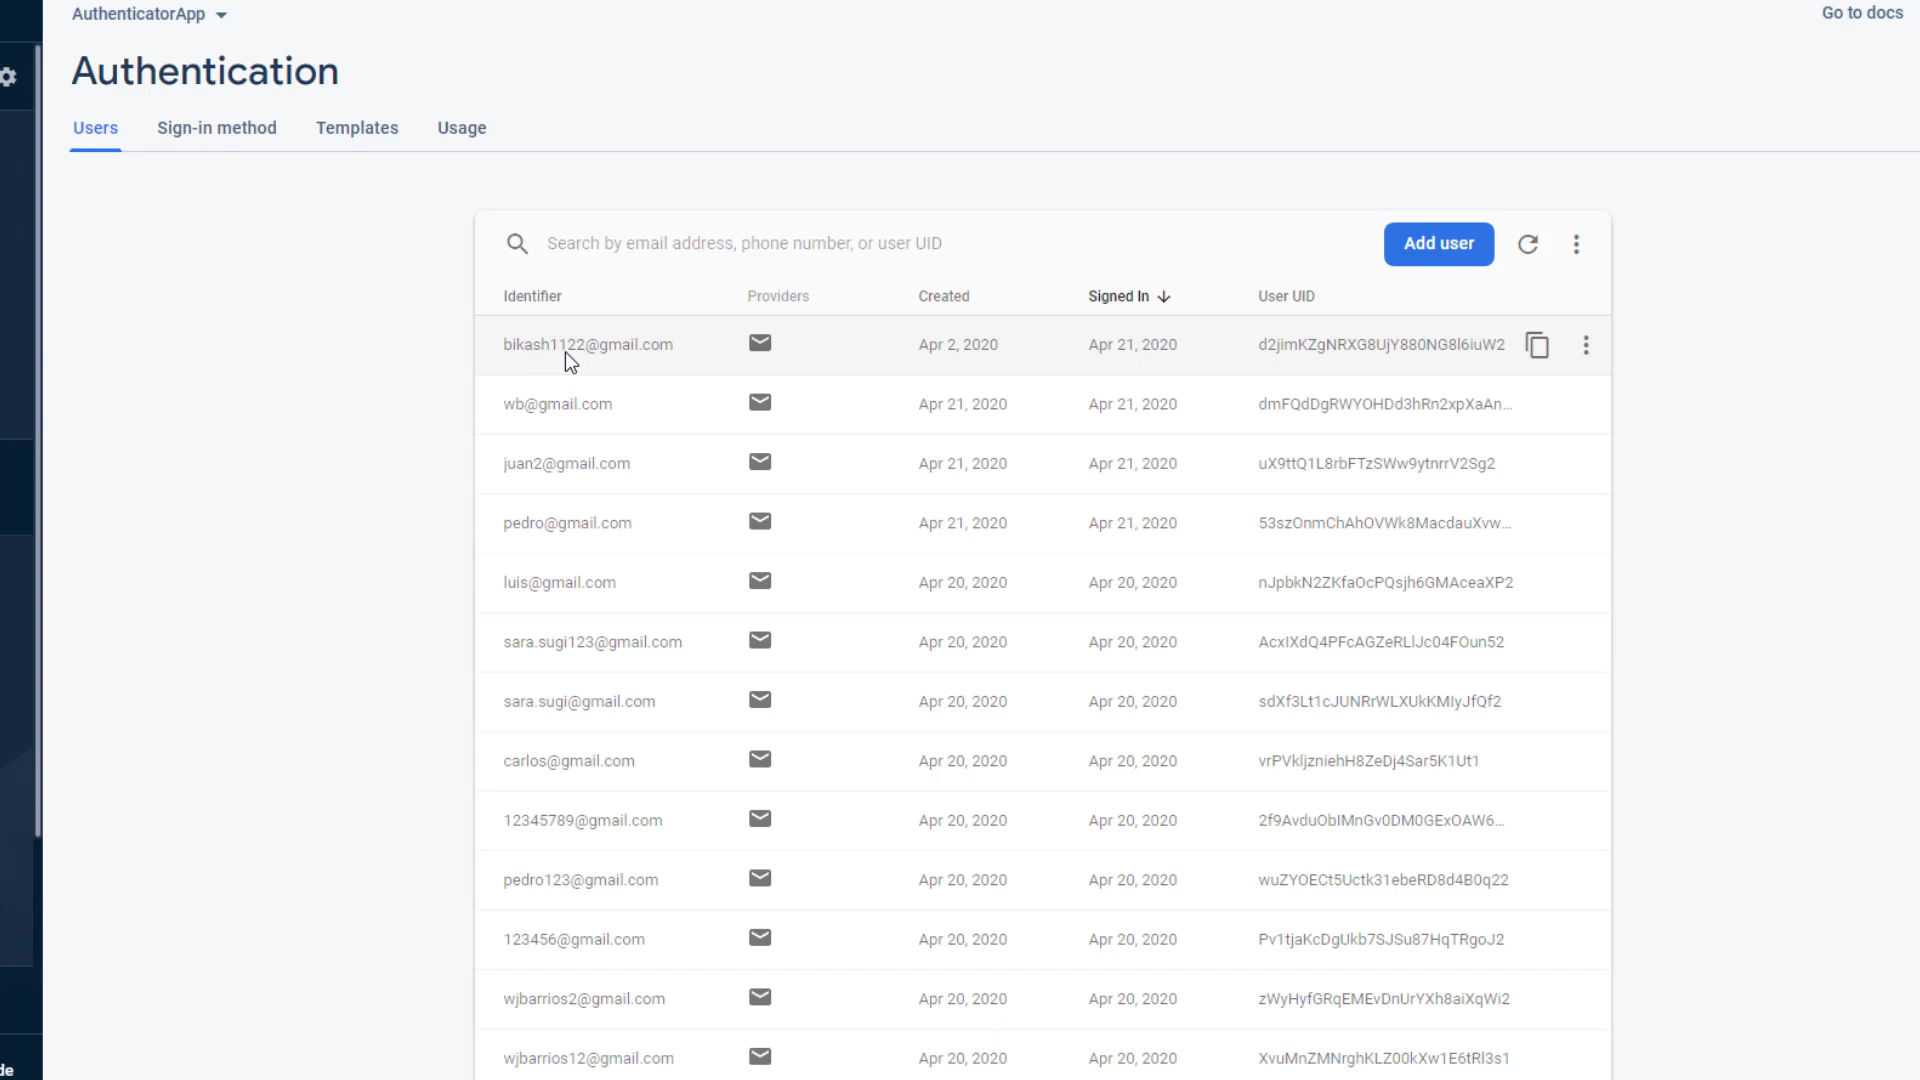 AuthenticatorApp
Go to docs
Authentication
Users Sign-in method Templates Usage
Search by email address, phone number, or user UID
Add user
Identifier Providers Created Signed In User UID
bikash1122@gmail.com Apr 2, 2020 Apr 21, 2020 d2jimKZgNRXG8UjY880NG8l6iuW2
wb@gmail.com Apr 21, 2020 Apr 21, 2020 dmFQdDgRWYOHDd3hRn2xpXaAn...
juan2@gmail.com Apr 21, 2020 Apr 21, 2020 uX9ttQ1L8rbFTzSWw9ytnrrV2Sg2
pedro@gmail.com Apr 21, 2020 Apr 21, 2020 53szOnmChAhOVWk8MacdauXvw...
luis@gmail.com Apr 20, 2020 Apr 20, 2020 nJpbkN2ZKfaOcPQsjh6GMAceaXP2
sara.sugi123@gmail.com Apr 20, 2020 Apr 20, 2020 AcxIXdQ4PFcAGZeRLlJc04FOun52
sara.sugi@gmail.com Apr 20, 2020 Apr 20, 2020 sdXf3Lt1cJUNRrWLXUkKMIyJfQf2
carlos@gmail.com Apr 20, 2020 Apr 20, 2020 vrPVkljzniehH8ZeDj4Sar5K1Ut1
12345789@gmail.com Apr 20, 2020 Apr 20, 2020 2f9AvduObIMnGv0DM0GExOAW6...
pedro123@gmail.com Apr 20, 2020 Apr 20, 2020 wuZYOECt5Uctk31ebeRD8d4B0q22
123456@gmail.com Apr 20, 2020 Apr 20, 2020 Pv1tjaKcDgUkb7SJSu87HqTRgoJ2
wjbarrios2@gmail.com Apr 20, 2020 Apr 20, 2020 zWyHyfGRqEMEvDnUrYXh8aiXqWi2
wjbarrios12@gmail.com Apr 20, 2020 Apr 20, 2020 XvuMnZMNrghKLZ00kXw1E6tRl3s1
de